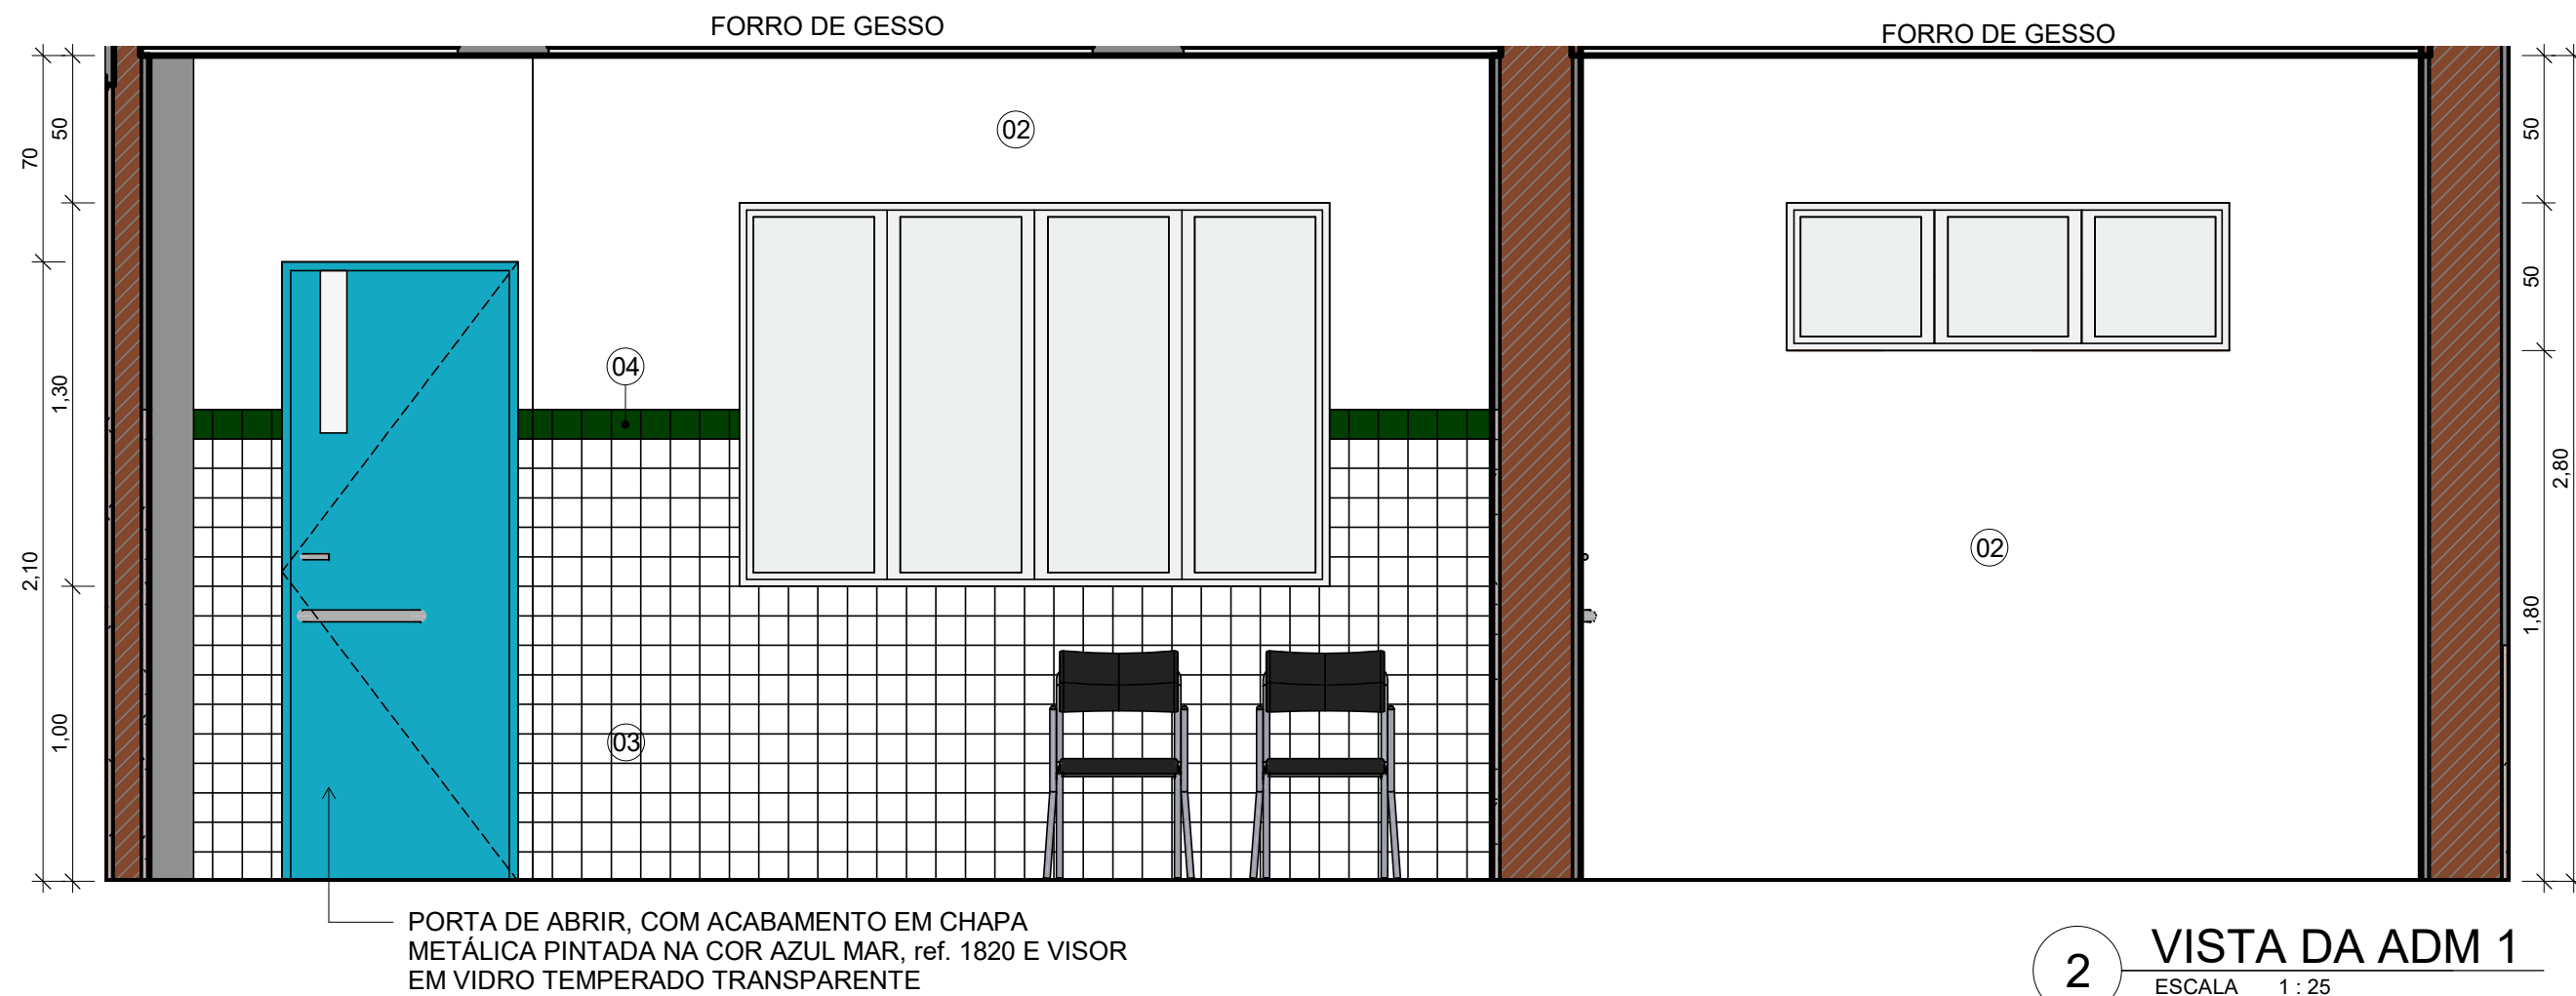 FORRO DE GESSO
FORRO DE GESSO
02
50
70
50
50
04
1,30
2,80
2,10
02
1,80
1,00
03
PORTA DE ABRIR, COM ACABAMENTO EM CHAPA
METÁLICA PINTADA NA COR AZUL MAR, ref. 1820 E VISOR
EM VIDRO TEMPERADO TRANSPARENTE
2
VISTA DA ADM 1
ESCALA 1 : 25